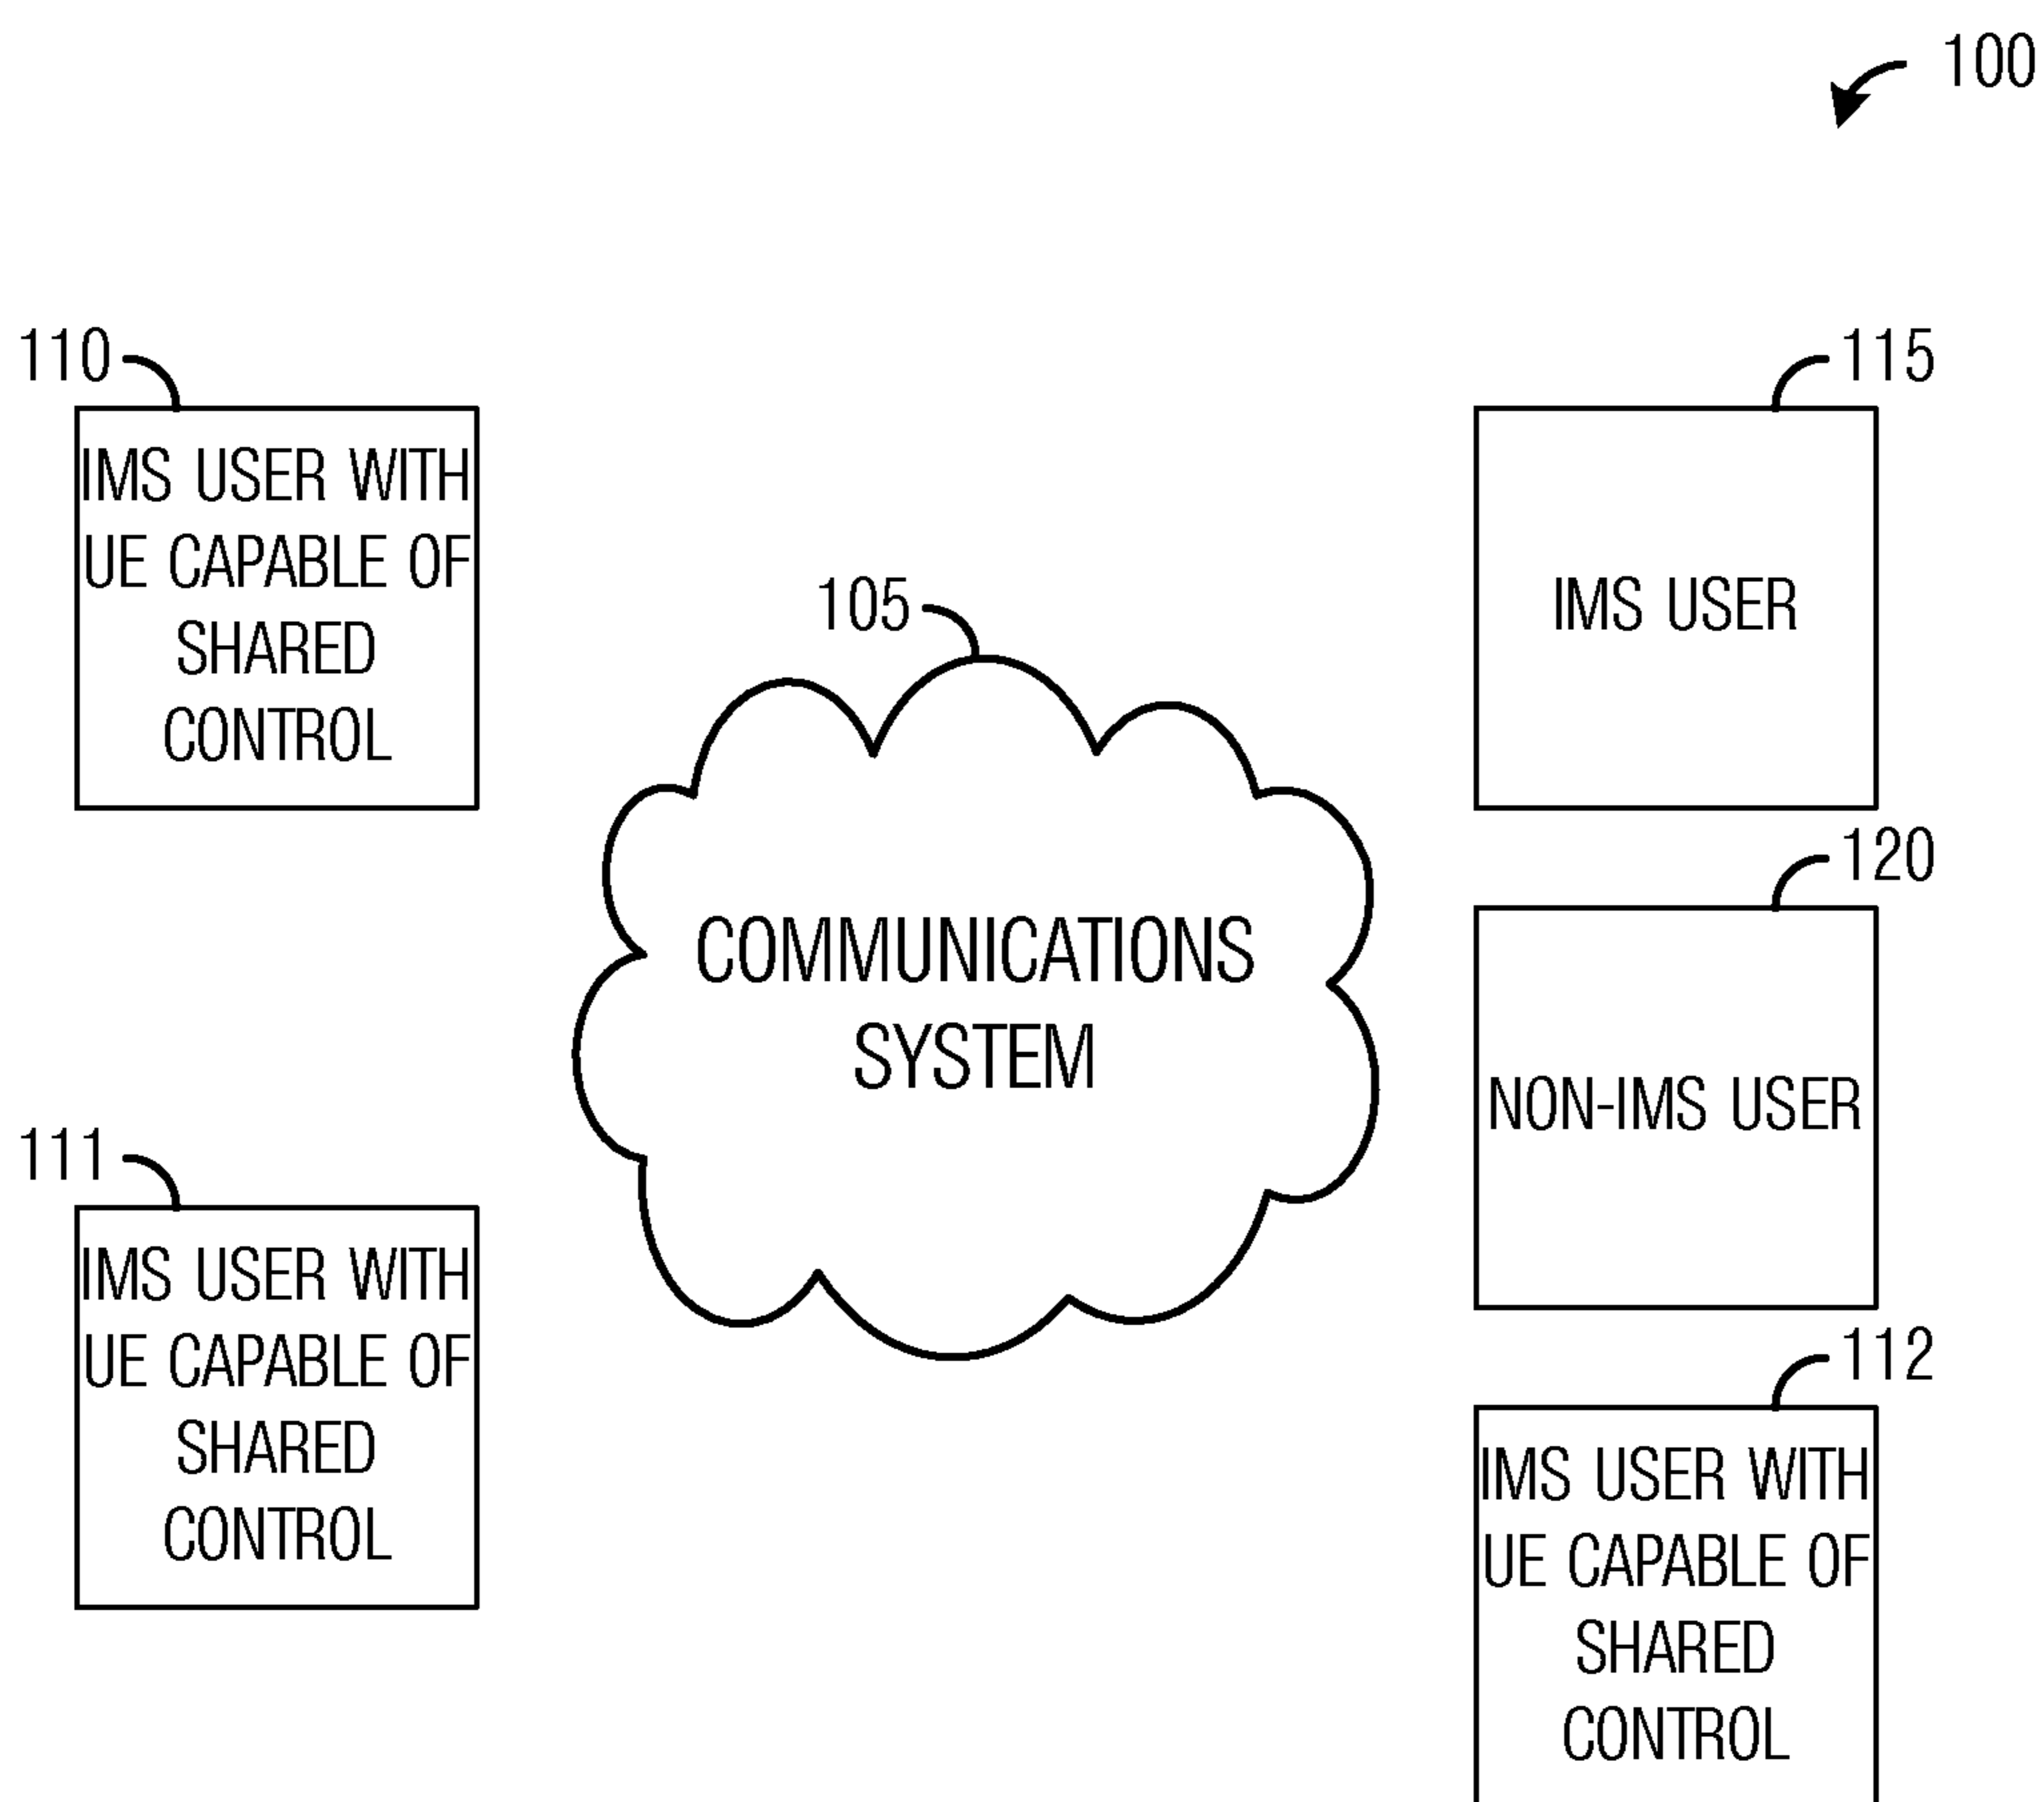 100
110
IMS USER WITH
UE CAPABLE OF
SHARED
CONTROL
115
IMS USER
105
COMMUNICATIONS
SYSTEM
120
NON-IMS USER
111
IMS USER WITH
UE CAPABLE OF
SHARED
CONTROL
112
IMS USER WITH
UE CAPABLE OF
SHARED
CONTROL